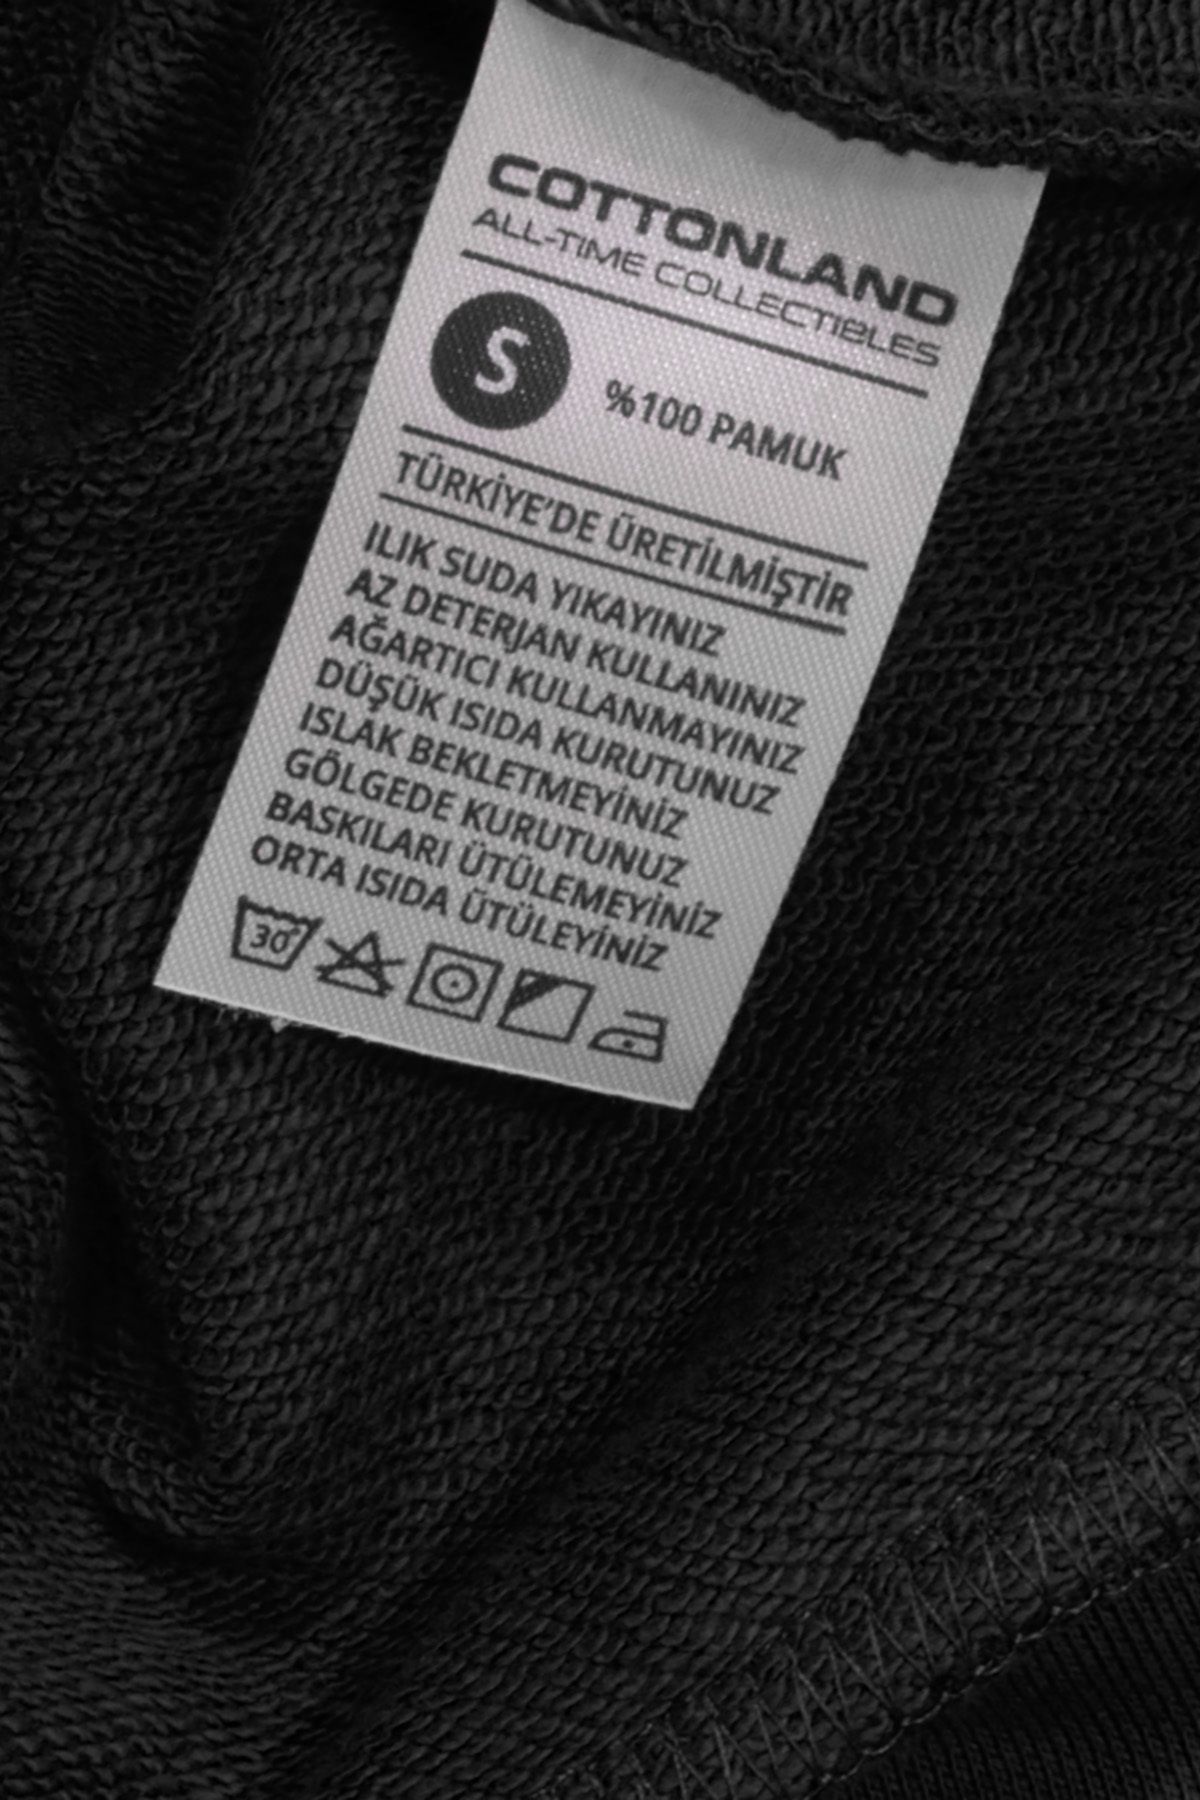 COTTONLAND
ALL-TIME COLLECTIBLES
S
%100 PAMUK
TÜRKİYE'DE ÜRETİLMİŞTİR
ILIK SUDA YIKAYINIZ
AZ DETERJAN KULLANINIZ
AĞARTICI KULLANMAYINIZ
DÜŞÜK ISIDA KURUTUNUZ
ISLAK BEKLETMEYİNİZ
GÖLGEDE KURUTUNUZ
BASKILARI ÜTÜLEMEYİNİZ
ORTA ISIDA ÜTÜLEYİNİZ
30°